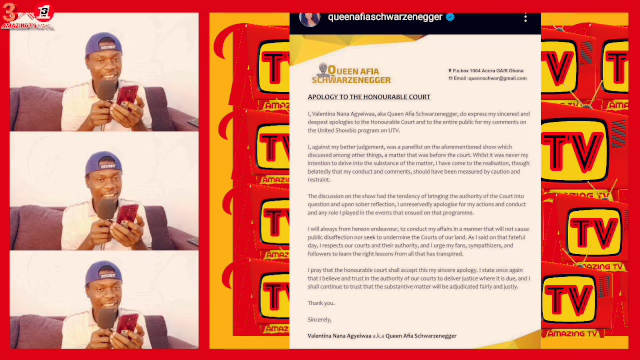 3
3
AMAZING TV
queenafiaschwarzenegger
QUEEN AFIA
SCHWARZENEGGER
P.o.box 1064 Accra GA/R Ghana
Email :queenschwar@gmail.com
APOLOGY TO THE HONOURABLE COURT
I, Valentina Nana Agyeiwaa, aka Queen Afia Schwarzenegger, do express my sincerest and
deepest apologies to the Honourable Court and to the entire public for my comments on
the United Showbiz program on UTV.
I, against my better judgement, was a panellist on the aforementioned show which
discussed among other things, a matter that was before the court. Whilst it was never my
intention to delve into the substance of the matter, I have come to the realisation, though
belatedly that my conduct and comments, should have been measured by caution and
restraint.
The discussion on the show had the tendency of bringing the authority of the Court into
question and upon sober reflection, I unreservedly apologise for my actions and conduct
and any role I played in the events that ensued on that programme.
I will always from hereon endeavour, to conduct my affairs in a manner that will not cause
public disaffection nor seek to undermine the Courts of our land. As I said on that fateful
day, I respects our courts and their authority, and I urge my fans, sympathizers, and
followers to learn the right lessons from all that has transpired.
I pray that the honourable court shall accept this my sincere apology. I state once again
that I believe and trust in the authority of our courts to deliver justice where it is due, and I
shall continue to trust that the substantive matter will be adjudicated fairly and justly.
Thank you.
Sincerely,
Valentina Nana Agyeiwaa a.k.a Queen Afia Schwarzenegger
TV
AMAZING TV
TV
AMAZING TV
TV
AMAZING TV